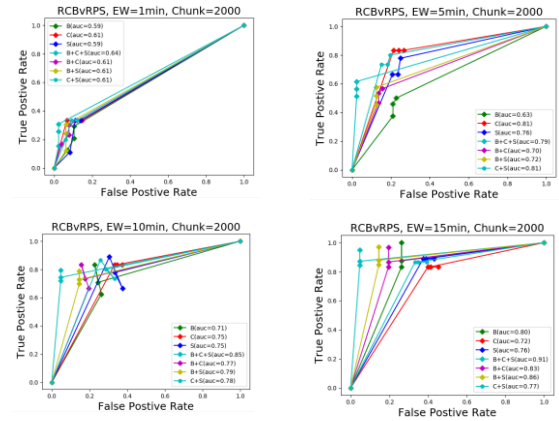 RCBvRPS, EW=1min, Chunk=2000
True Postive Rate
1.0
0.8
0.6
0.4
0.2
0.0
B(auc=0.59)
C(auc=0.61)
S(auc=0.59)
B+C+S(auc=0.64)
B+C(auc=0.61)
B+S(auc=0.61)
C+S(auc=0.61)
0.0 0.2 0.4 0.6 0.8 1.0
False Postive Rate
RCBvRPS, EW=5min, Chunk=2000
True Postive Rate
1.0
0.8
0.6
0.4
0.2
0.0
B(auc=0.63)
C(auc=0.81)
S(auc=0.76)
B+C+S(auc=0.79)
B+C(auc=0.70)
B+S(auc=0.72)
C+S(auc=0.81)
0.0 0.2 0.4 0.6 0.8 1.0
False Postive Rate
RCBvRPS, EW=10min, Chunk=2000
True Postive Rate
1.0
0.8
0.6
0.4
0.2
0.0
B(auc=0.71)
C(auc=0.75)
S(auc=0.75)
B+C+S(auc=0.85)
B+C(auc=0.77)
B+S(auc=0.79)
C+S(auc=0.78)
0.0 0.2 0.4 0.6 0.8 1.0
False Postive Rate
RCBvRPS, EW=15min, Chunk=2000
True Postive Rate
1.0
0.8
0.6
0.4
0.2
0.0
B(auc=0.80)
C(auc=0.72)
S(auc=0.76)
B+C+S(auc=0.91)
B+C(auc=0.83)
B+S(auc=0.86)
C+S(auc=0.77)
0.0 0.2 0.4 0.6 0.8 1.0
False Postive Rate